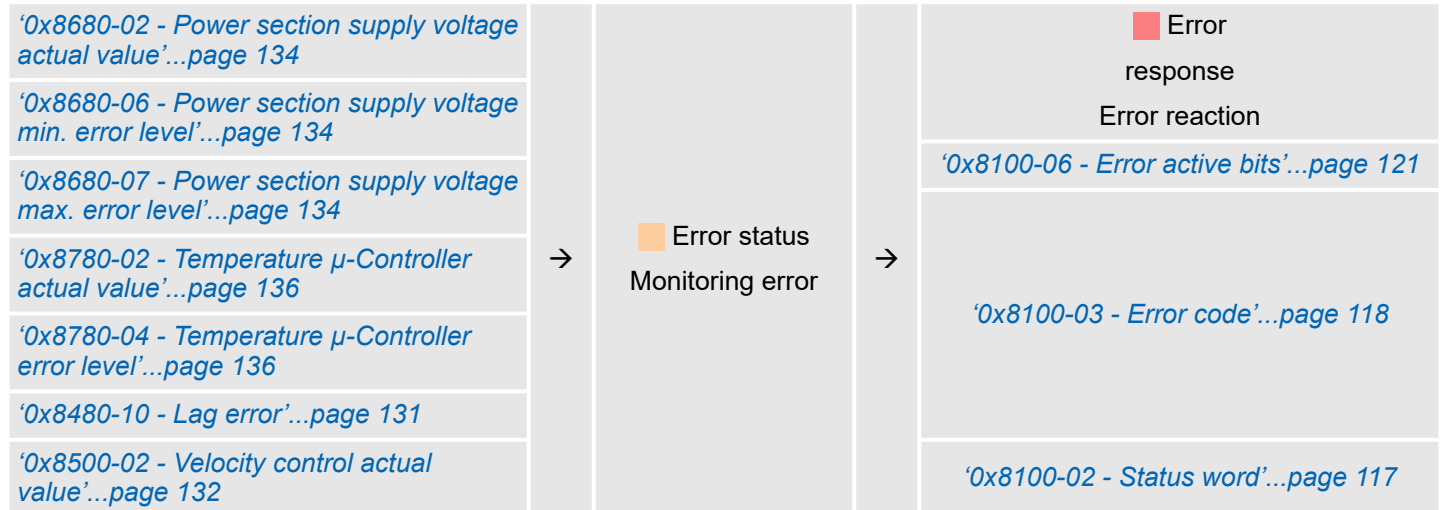 ‘0x8680-02 - Power section supply voltage
actual value’...page 134
‘0x8680-06 - Power section supply voltage
min. error level’...page 134
‘0x8680-07 - Power section supply voltage
max. error level’...page 134
‘0x8780-02 - Temperature μ-Controller
actual value’...page 136
‘0x8780-04 - Temperature μ-Controller
error level’...page 136
‘0x8480-10 - Lag error’...page 131
‘0x8500-02 - Velocity control actual
value’...page 132
→
Error status
Monitoring error
→
Error
response
Error reaction
‘0x8100-06 - Error active bits’...page 121
‘0x8100-03 - Error code’...page 118
‘0x8100-02 - Status word’...page 117